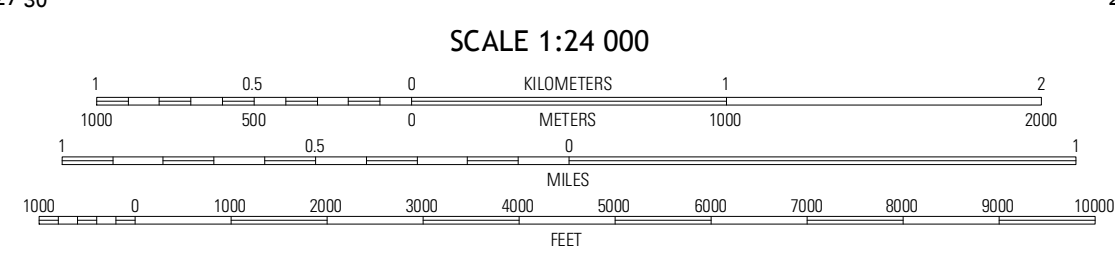 SCALE 1:24 000
1 0.5 0 KILOMETERS 1 2
1000 500 0 METERS 1000 2000
1 0.5 0 1
MILES
1000 0 1000 2000 3000 4000 5000 6000 7000 8000 9000 10000
FEET